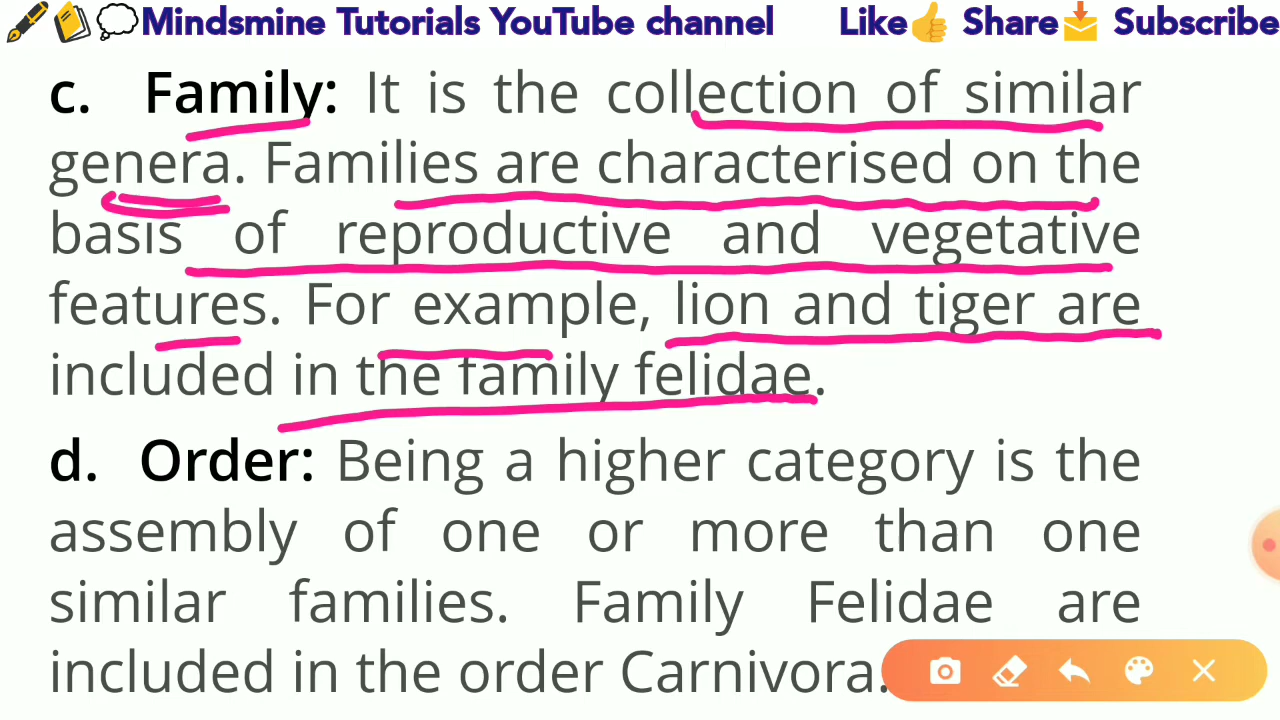 Mindsmine Tutorials YouTube channel Like Share Subscribe
c. Family: It is the collection of similar
genera. Families are characterised on the
basis of reproductive and vegetative
features. For example, lion and tiger are
included in the family felidae.
d. Order: Being a higher category is the
assembly of one or more than one
similar families. Family Felidae are
included in the order Carnivora.